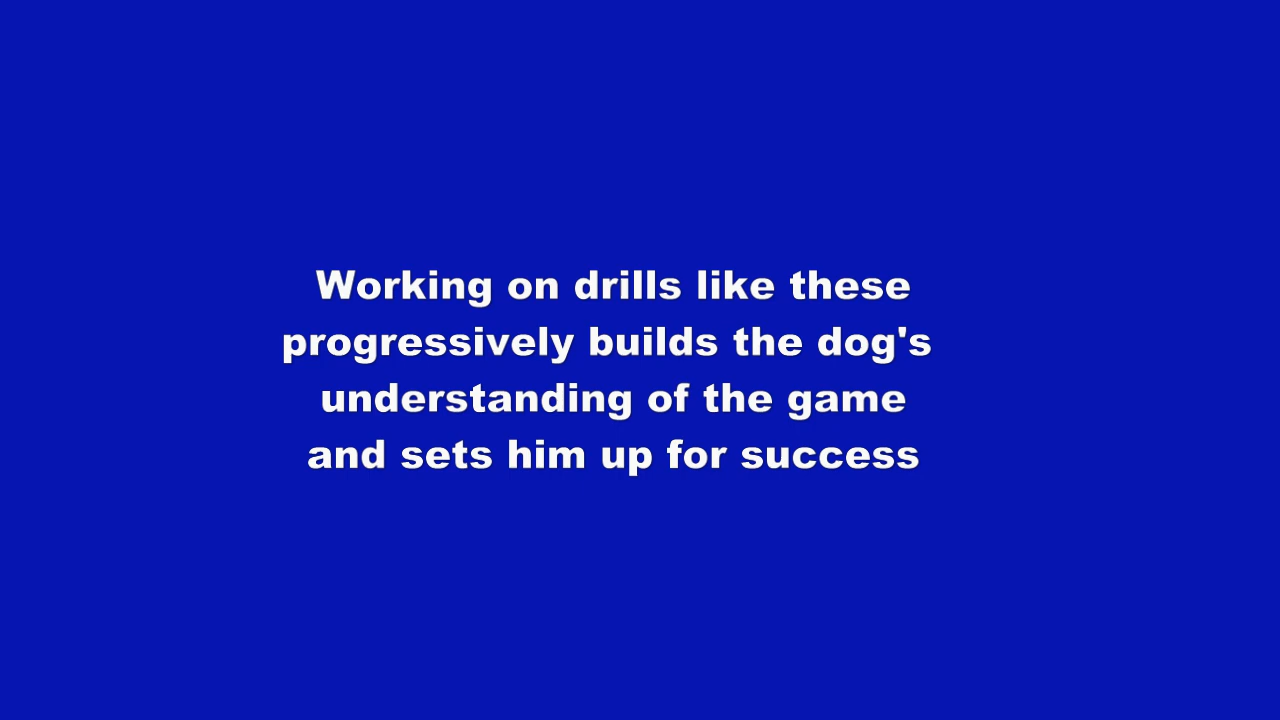 Working on drills like these
progressively builds the dog's
understanding of the game
and sets him up for success